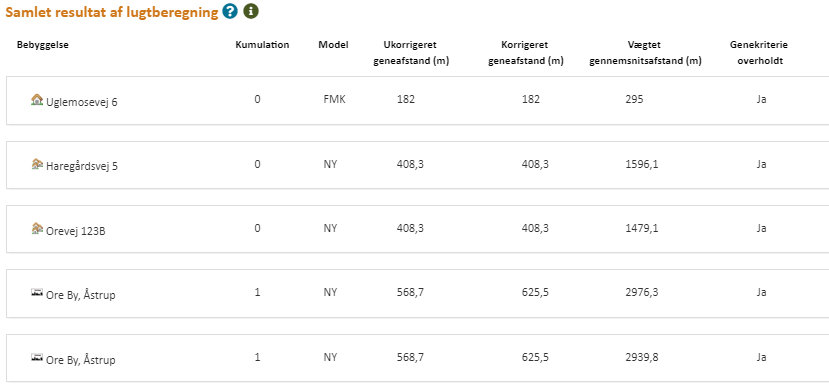 Samlet resultat af lugtberegning ? i
Bebyggelse Kumulation Model Ukorrigeret geneafstand (m) Korrigeret geneafstand (m) Vægtet gennemsnitsafstand (m) Genekriterie overholdt
Uglemosevej 6 0 FMK 182 182 295 Ja
Haregårdsvej 5 0 NY 408,3 408,3 1596,1 Ja
Orevej 123B 0 NY 408,3 408,3 1479,1 Ja
Ore By, Åstrup 1 NY 568,7 625,5 2976,3 Ja
Ore By, Åstrup 1 NY 568,7 625,5 2939,8 Ja